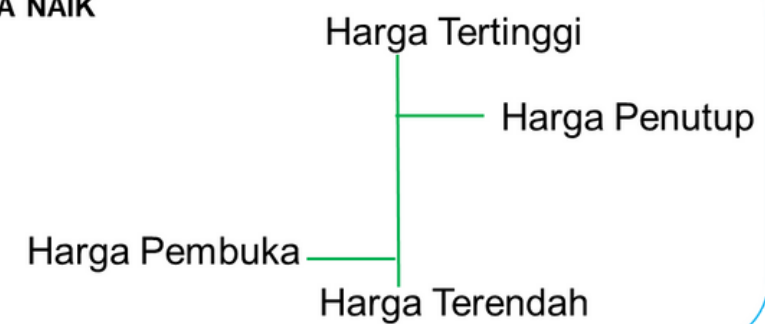 A NAIK
Harga Tertinggi
Harga Penutup
Harga Pembuka
Harga Terendah